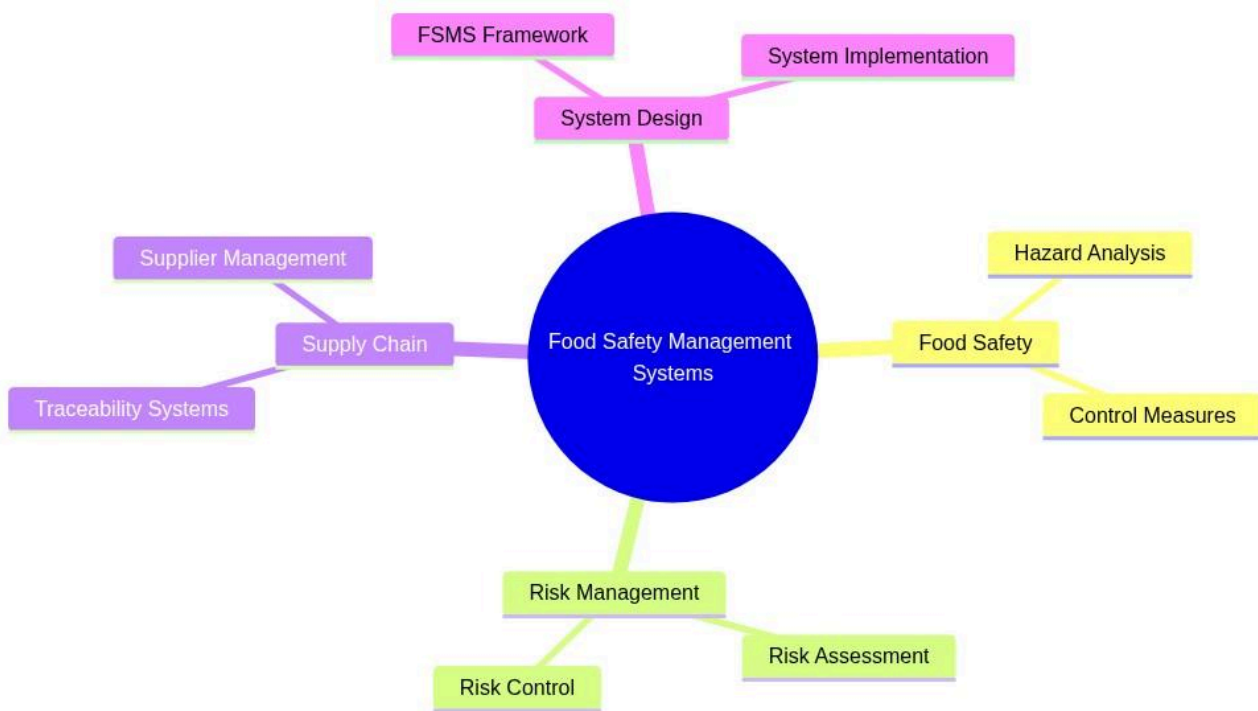 FSMS Framework
System Implementation
System Design
Hazard Analysis
Supplier Management
Food Safety
Supply Chain
Food Safety Management
Systems
Traceability Systems
Control Measures
Risk Management
Risk Assessment
Risk Control